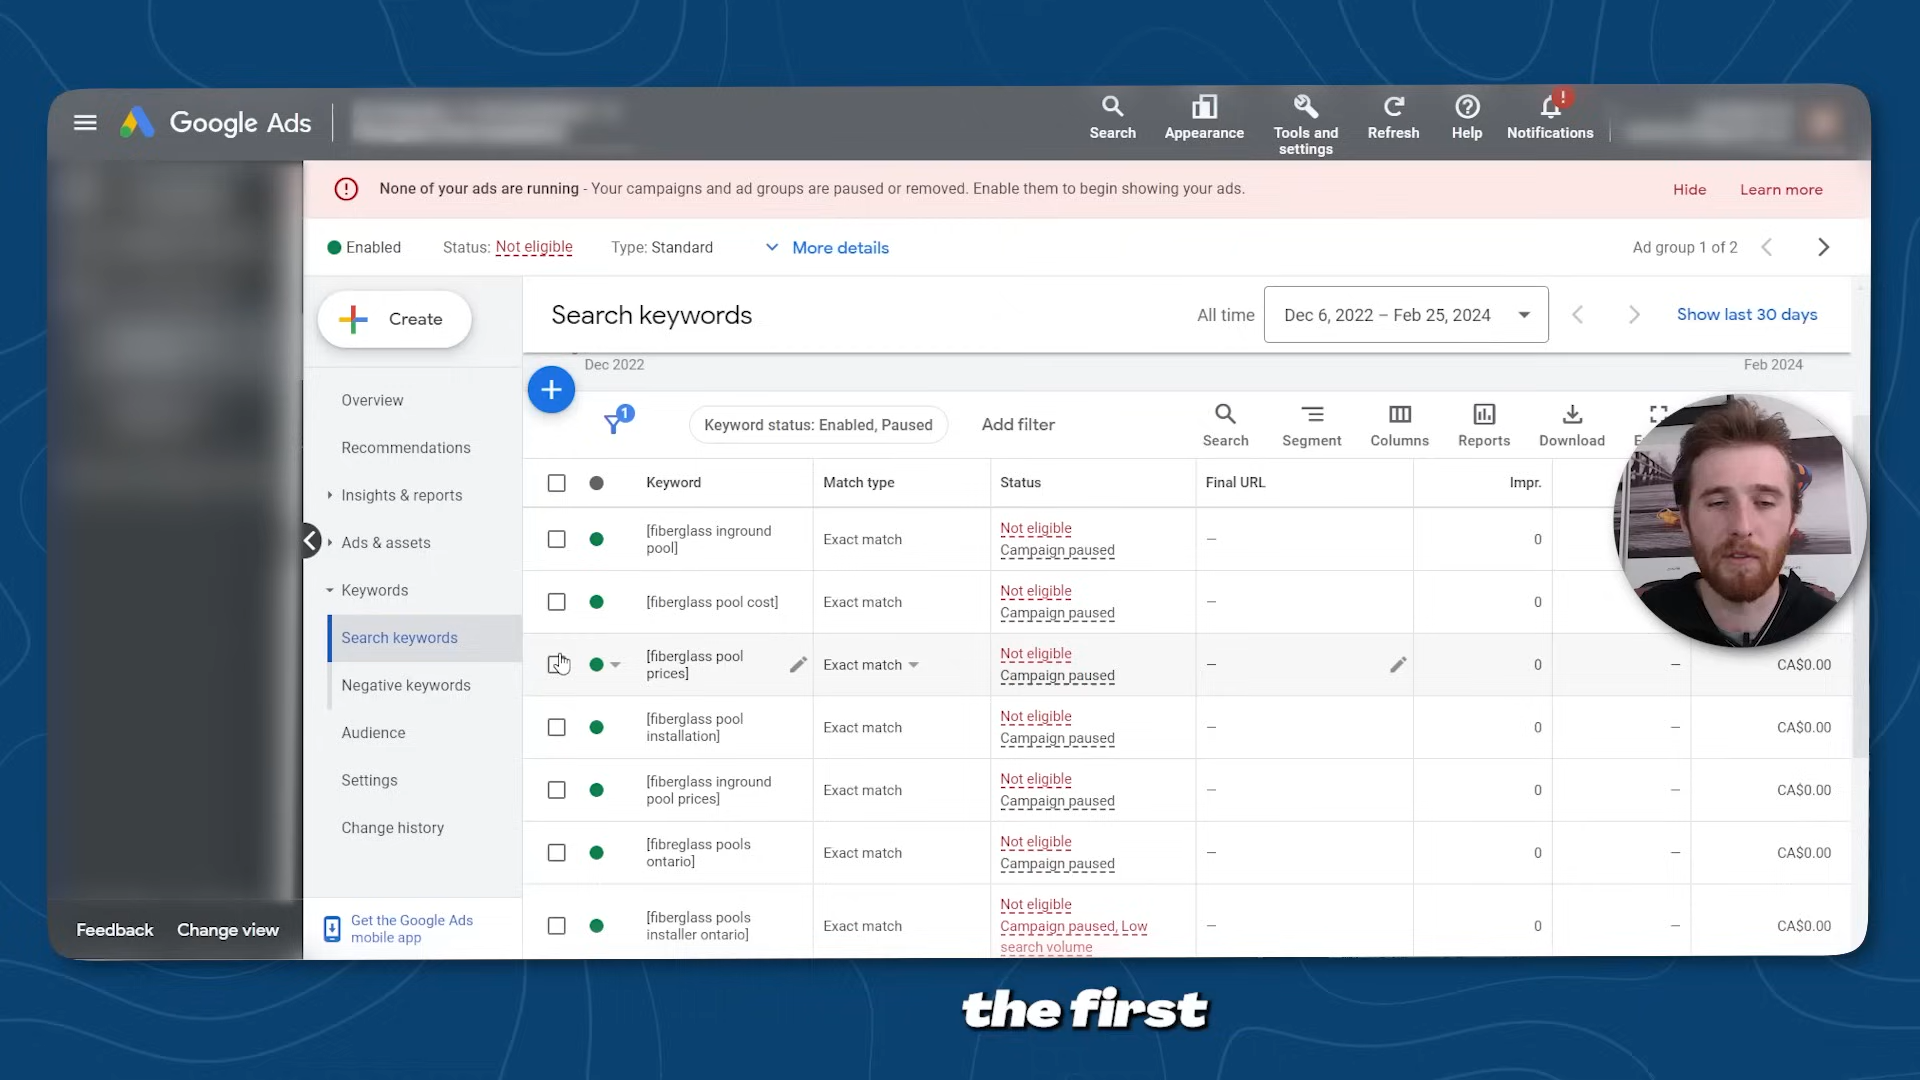 Google Ads
Search
Appearance
Tools and
settings
Refresh
Help
Notifications
!
None of your ads are running - Your campaigns and ad groups are paused or removed. Enable them to begin showing your ads.
Hide
Learn more
Enabled
Status: Not eligible
Type: Standard
More details
Ad group 1 of 2
Create
Search keywords
All time
Dec 6, 2022 – Feb 25, 2024
Show last 30 days
Dec 2022
Feb 2024
Overview
Recommendations
Insights & reports
Ads & assets
Keywords
Search keywords
Negative keywords
Audience
Settings
Change history
Get the Google Ads
mobile app
Feedback
Change view
1
Keyword status: Enabled, Paused
Add filter
Search
Segment
Columns
Reports
Download
Keyword
Match type
Status
Final URL
Impr.
[fiberglass inground
pool]
Exact match
Not eligible
Campaign paused
—
0
[fiberglass pool cost]
Exact match
Not eligible
Campaign paused
—
0
[fiberglass pool
prices]
Exact match
Not eligible
Campaign paused
—
0
—
CA$0.00
[fiberglass pool
installation]
Exact match
Not eligible
Campaign paused
—
0
—
CA$0.00
[fiberglass inground
pool prices]
Exact match
Not eligible
Campaign paused
—
0
—
CA$0.00
[fibreglass pools
ontario]
Exact match
Not eligible
Campaign paused
—
0
—
CA$0.00
[fiberglass pools
installer ontario]
Exact match
Not eligible
Campaign paused, Low
search volume
—
0
—
CA$0.00
the first